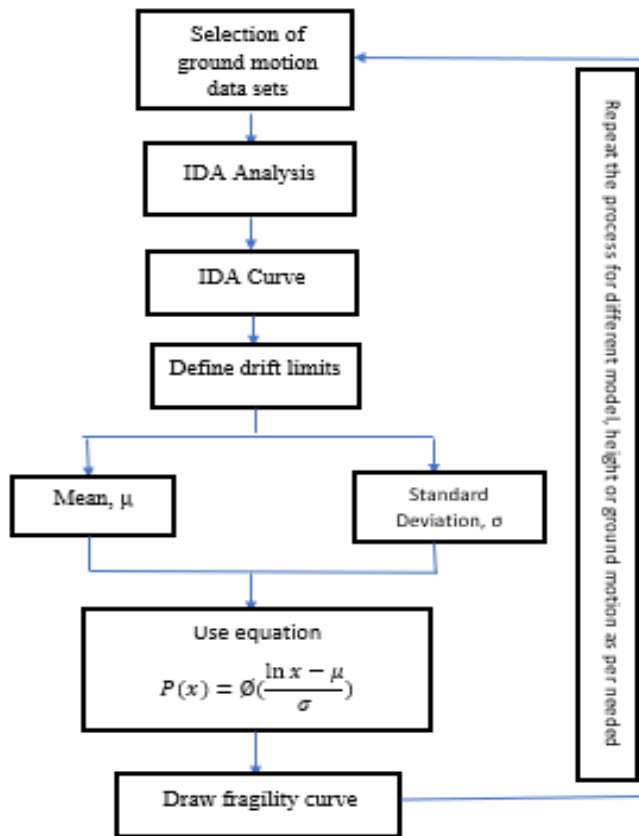 Selection of
ground motion
data sets
IDA Analysis
IDA Curve
Define drift limits
Mean, μ
Standard
Deviation, σ
Use equation
P(x) = Ø(\frac{ln x − μ}{σ})
Draw fragility curve
Repeat the process for different model, height or ground motion as per needed